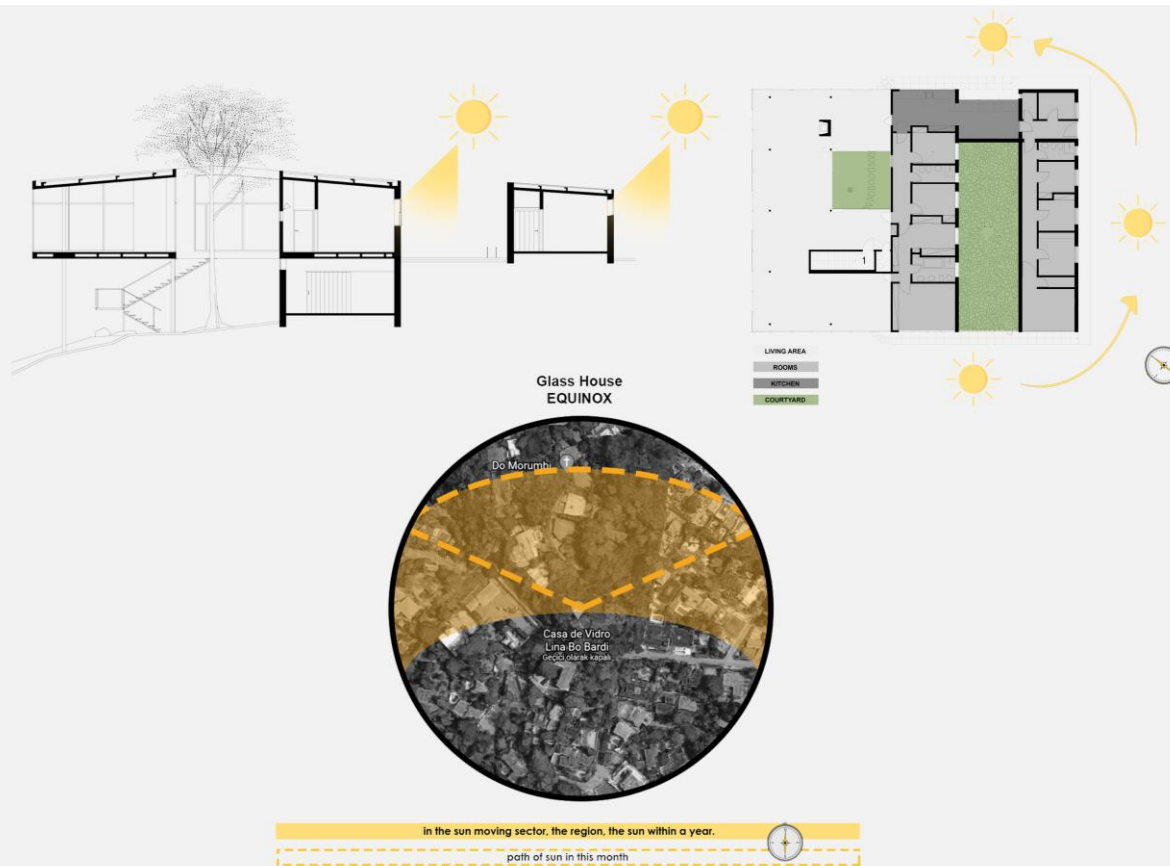 1
LIVING AREA
ROOMS
KITCHEN
COURTYARD
Glass House
EQUINOX
Do Morumbi
Casa de Vidro
Lina Bo Bardi
Geçici olarak kapalı
in the sun moving sector, the region, the sun within a year.
path of sun in this month